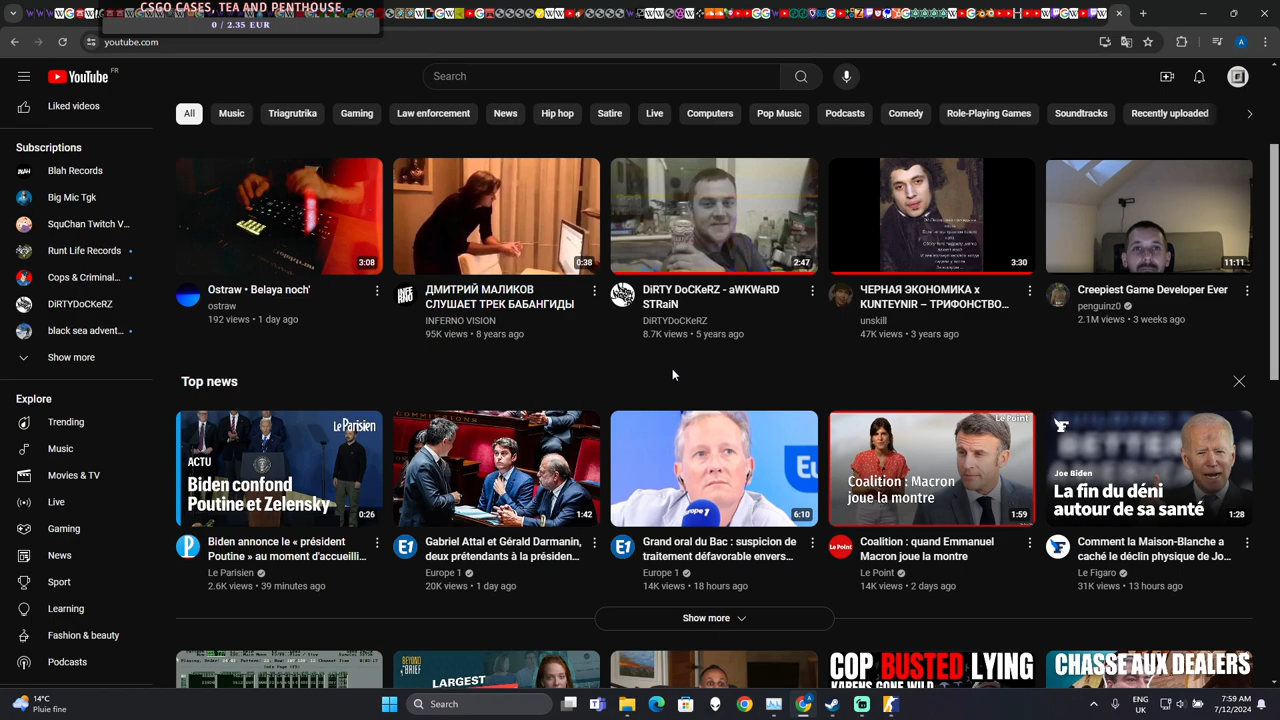 CSGO CASES, TEA AND PENTHOUSE
0 / 2.35 EUR
youtube.com
A
YouTube FR
Search
Liked videos
All
Music
Triagrutrika
Gaming
Law enforcement
News
Hip hop
Satire
Live
Computers
Pop Music
Podcasts
Comedy
Role-Playing Games
Soundtracks
Recently uploaded
Subscriptions
Blah Records
Big Mic Tgk
SquChan Twitch V...
Runt Life Records
Cops & Criminal...
DiRTYDoCKeRZ
black sea advent...
Show more
Explore
Trending
Music
Movies & TV
Live
Gaming
News
Sport
Learning
Fashion & beauty
Podcasts
3:08
Ostraw • Belaya noch'
ostraw
192 views • 1 day ago
0:38
ДМИТРИЙ МАЛИКОВ
СЛУШАЕТ ТРЕК БАБАНГИДЫ
INFERNO VISION
95K views • 8 years ago
2:47
DiRTY DoCKeRZ - aWKWaRD
STRaiN
DiRTYDoCKeRZ
8.7K views • 5 years ago
3:30
ЧЕРНАЯ ЭКОНОМИКА x
KUNTEYNIR – ТРИФОНСТВО...
unskill
47K views • 3 years ago
11:11
Creepiest Game Developer Ever
penguinz0
2.1M views • 3 weeks ago
Top news
Le Parisien
ACTU
Biden confond
Poutine et Zelensky
0:26
Biden annonce le « président
Poutine » au moment d'accueilli...
Le Parisien
2.6K views • 39 minutes ago
1:42
E1
Gabriel Attal et Gérald Darmanin,
deux prétendants à la présiden...
Europe 1
20K views • 1 day ago
Eu
europe 1
6:10
E1
Grand oral du Bac : suspicion de
traitement défavorable envers...
Europe 1
14K views • 18 hours ago
Le Point
Coalition : Macron
joue la montre
1:59
Le Point
Coalition : quand Emmanuel
Macron joue la montre
Le Point
14K views • 2 days ago
Joe Biden
La fin du déni
autour de sa santé
1:28
Comment la Maison-Blanche a
caché le déclin physique de Jo...
Le Figaro
31K views • 13 hours ago
Show more
BEYOND
BRIEF
LARGEST
COP BUSTED LYING
KARENS GONE WILD
CHASSE AUX DEALERS
14°C
Pluie fine
Search
ENG
UK
7:59 AM
7/12/2024